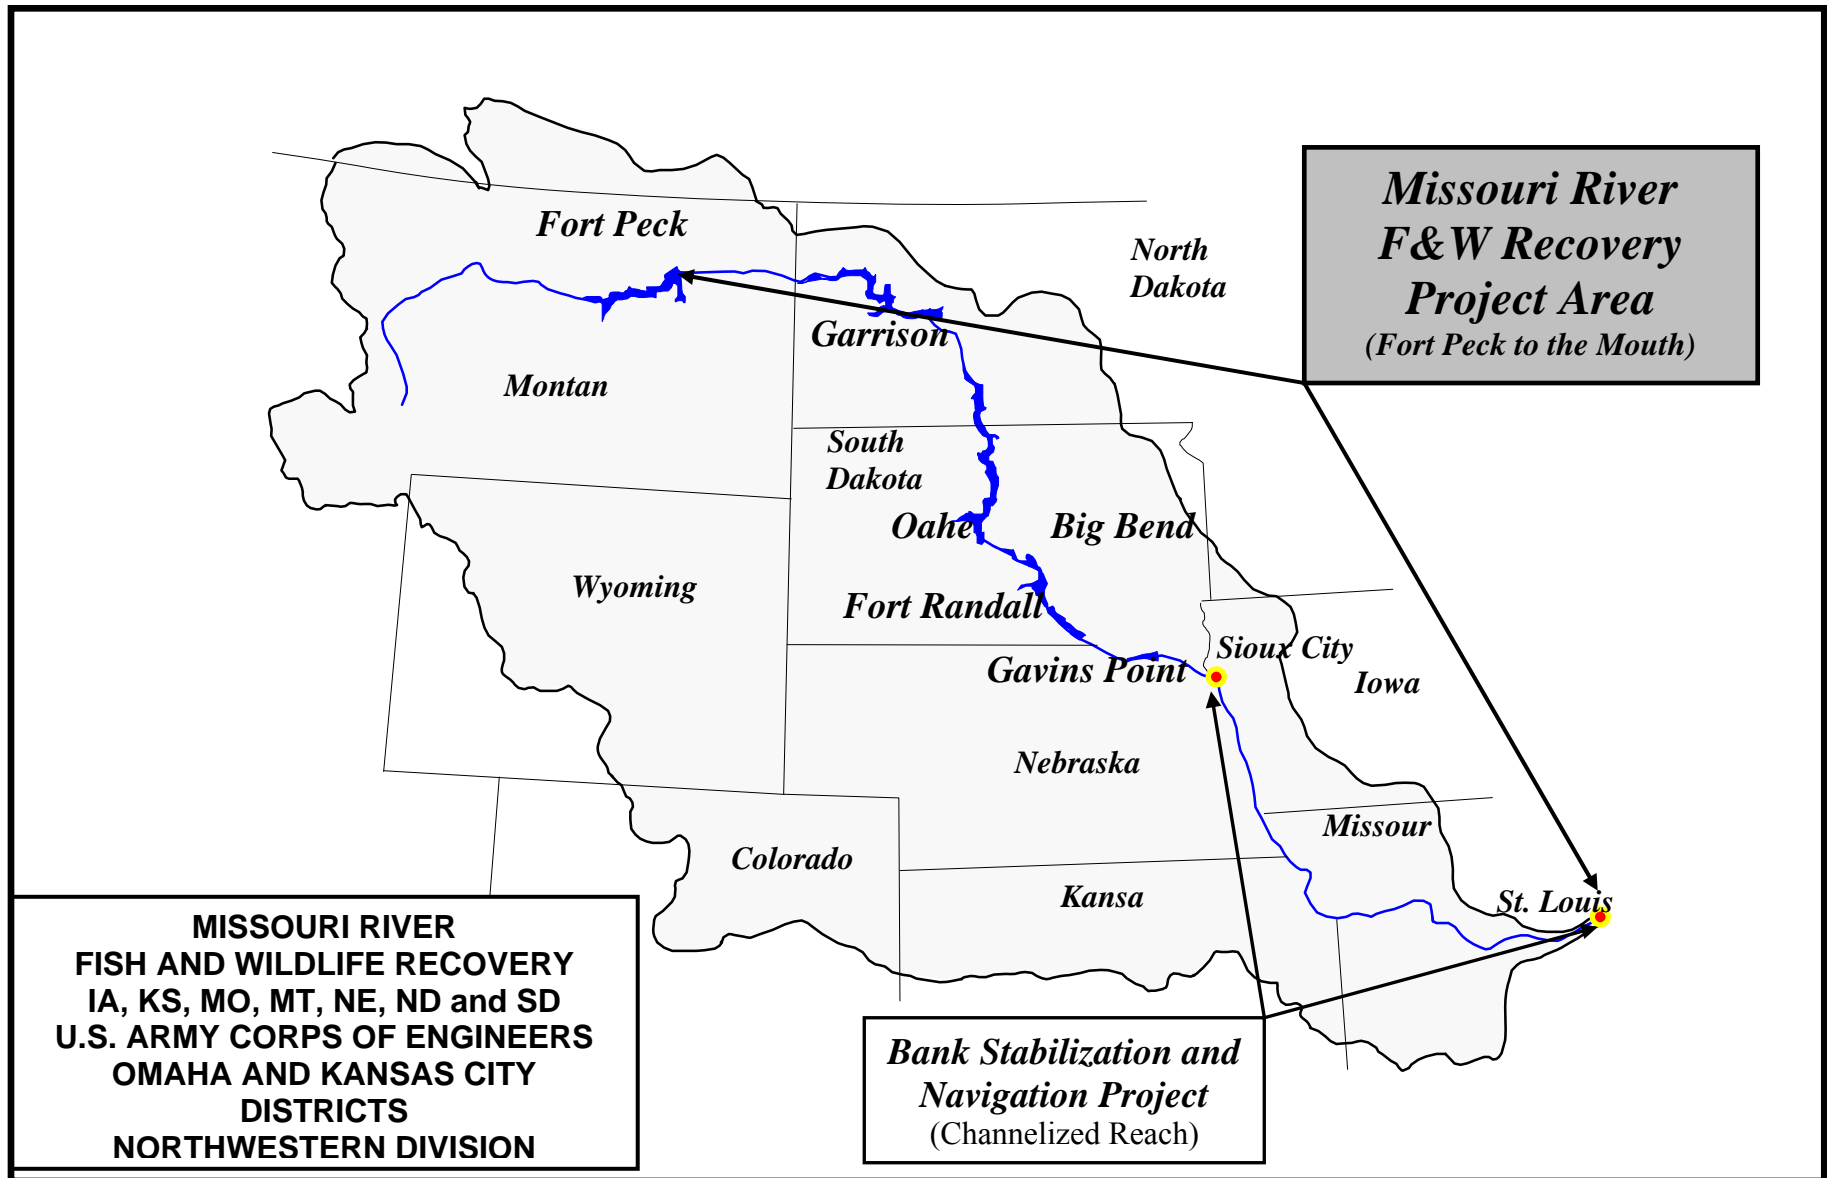 Missouri River
F&W Recovery
Project Area
(Fort Peck to the Mouth)
Fort Peck
North
Dakota
Garrison
Montan
South
Dakota
Oahe
Big Bend
Wyoming
Fort Randall
Sioux City
Gavins Point
Iowa
Nebraska
Missour
Colorado
Kansa
St. Louis
MISSOURI RIVER
FISH AND WILDLIFE RECOVERY
IA, KS, MO, MT, NE, ND and SD
U.S. ARMY CORPS OF ENGINEERS
OMAHA AND KANSAS CITY
DISTRICTS
NORTHWESTERN DIVISION
Bank Stabilization and
Navigation Project
(Channelized Reach)